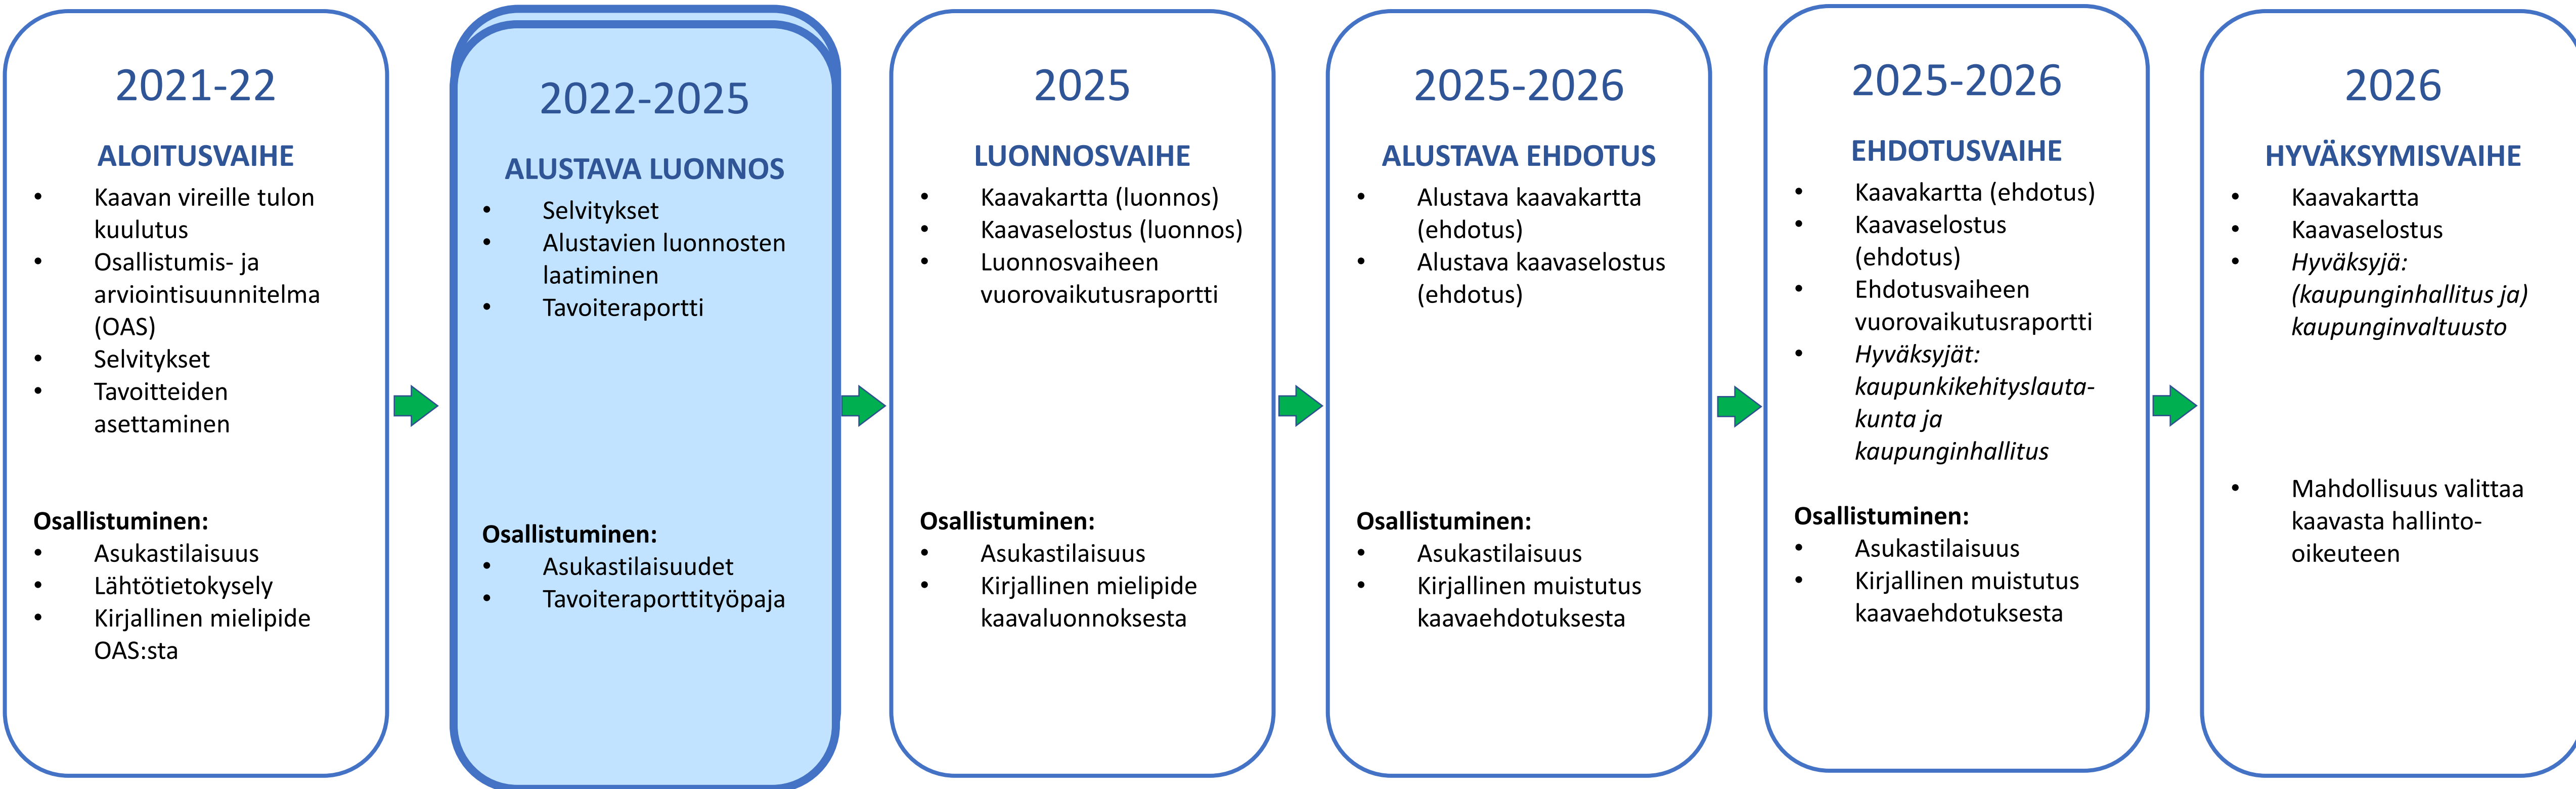 2021-22
ALOITUSVAIHE
• Kaavan vireille tulon
kuulutus
• Osallistumis- ja
arviointisuunnitelma
(OAS)
• Selvitykset
• Tavoitteiden
asettaminen
Osallistuminen:
• Asukastilaisuus
• Lähtötietokysely
• Kirjallinen mielipide
OAS:sta
2022-2025
ALUSTAVA LUONNOS
• Selvitykset
• Alustavien luonnosten
laatiminen
• Tavoiteraportti
Osallistuminen:
• Asukastilaisuudet
• Tavoiteraporttityöpaja
2025
LUONNOSVAIHE
• Kaavakartta (luonnos)
• Kaavaselostus (luonnos)
• Luonnosvaiheen
vuorovaikutusraportti
Osallistuminen:
• Asukastilaisuus
• Kirjallinen mielipide
kaavaluonnoksesta
2025-2026
ALUSTAVA EHDOTUS
• Alustava kaavakartta
(ehdotus)
• Alustava kaavaselostus
(ehdotus)
Osallistuminen:
• Asukastilaisuus
• Kirjallinen muistutus
kaavaehdotuksesta
2025-2026
EHDOTUSVAIHE
• Kaavakartta (ehdotus)
• Kaavaselostus
(ehdotus)
• Ehdotusvaiheen
vuorovaikutusraportti
• Hyväksyjät:
kaupunkikehityslauta-
kunta ja
kaupunginhallitus
Osallistuminen:
• Asukastilaisuus
• Kirjallinen muistutus
kaavaehdotuksesta
2026
HYVÄKSYMISVAIHE
• Kaavakartta
• Kaavaselostus
• Hyväksyjä:
(kaupunginhallitus ja)
kaupunginvaltuusto
• Mahdollisuus valittaa
kaavasta hallinto-
oikeuteen